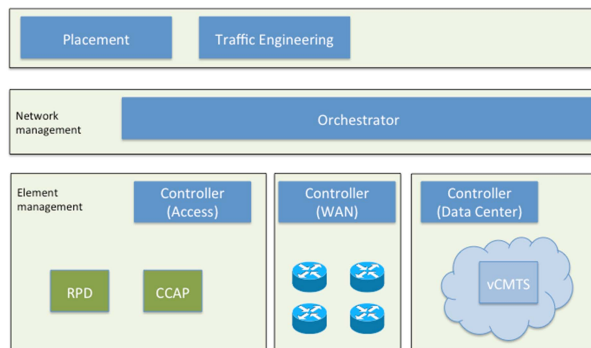 Placement
Traffic Engineering
Network
management
Orchestrator
Element
management
Controller
(Access)
Controller
(WAN)
Controller
(Data Center)
RPD
CCAP
vCMTS